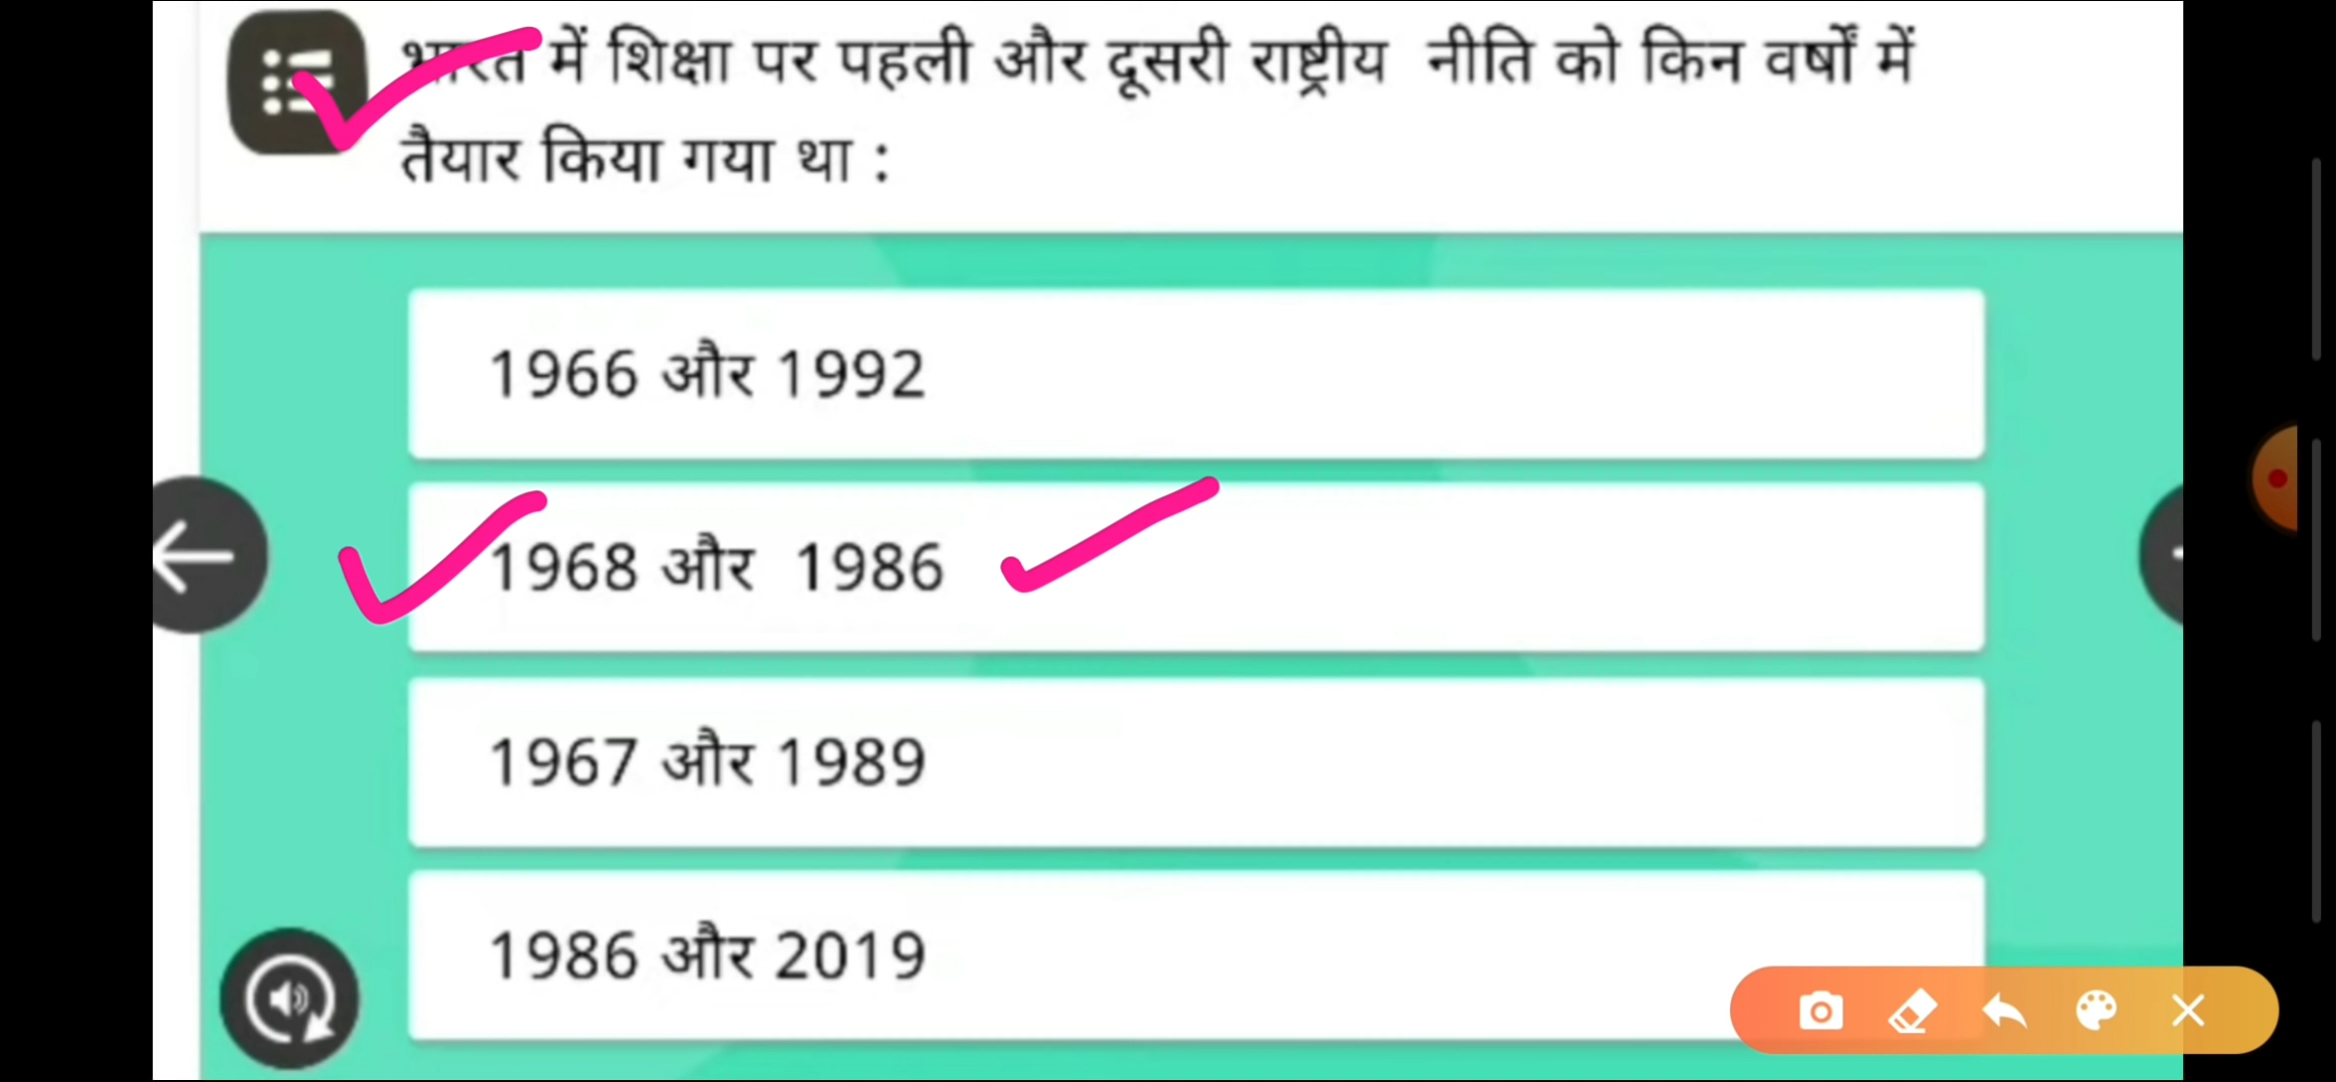 भारत में शिक्षा पर पहली और दूसरी राष्ट्रीय नीति को किन वर्षों में
तैयार किया गया था :
1966 और 1992
1968 और 1986
1967 और 1989
1986 और 2019